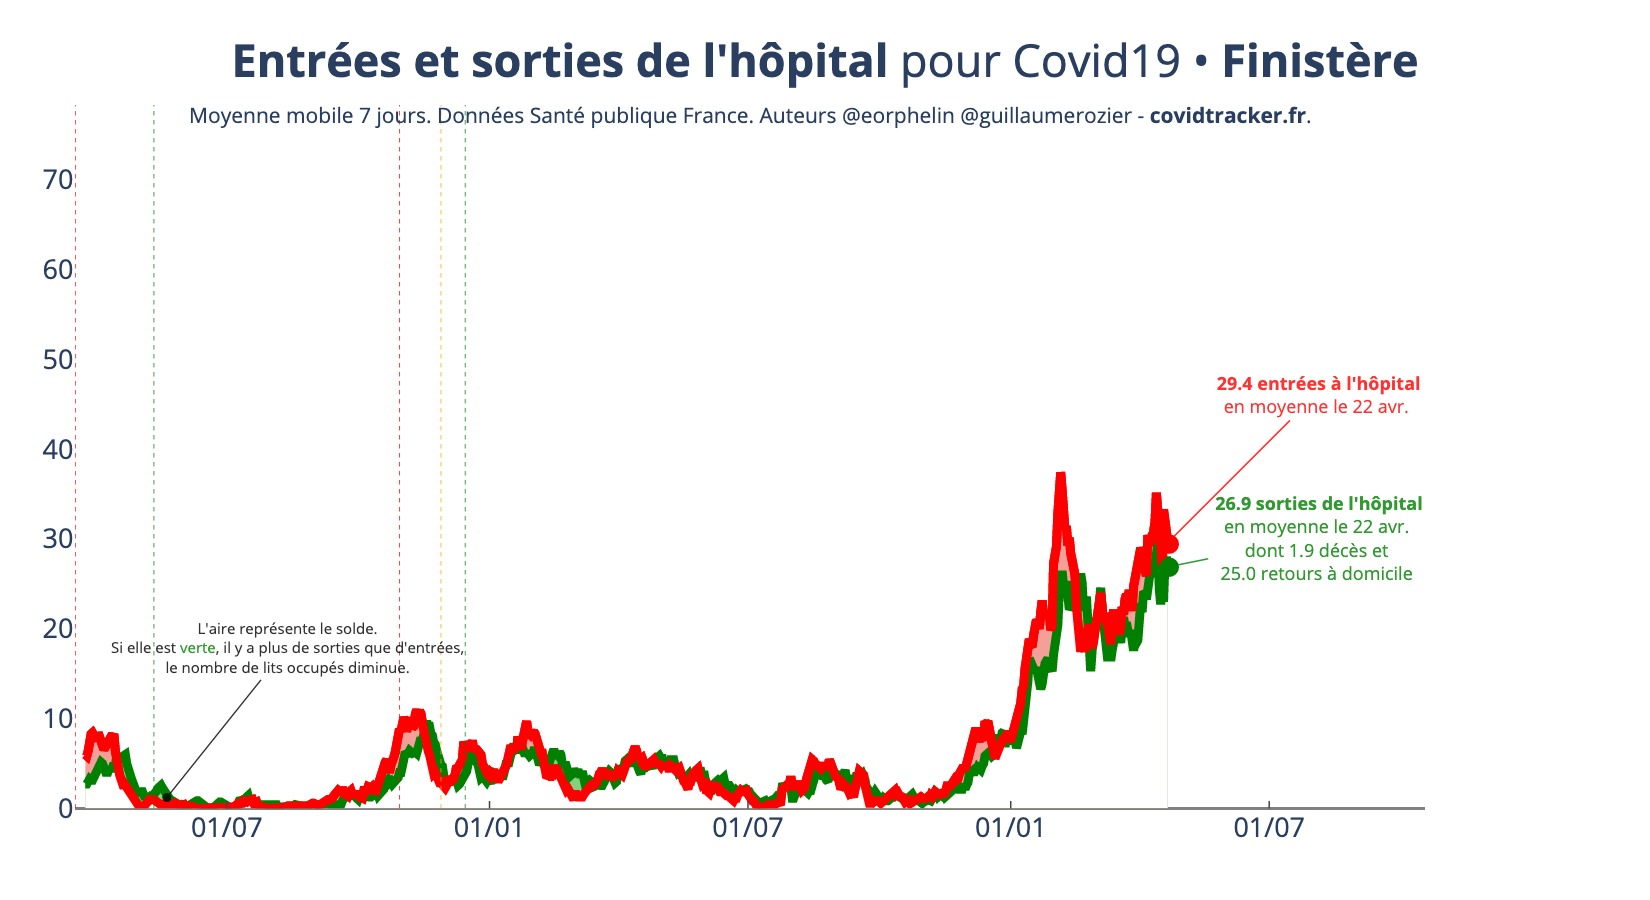 Entrées et sorties de l'hôpital pour Covid19 • Finistère
Moyenne mobile 7 jours. Données Santé publique France. Auteurs @eorphelin @guillaumerozier - covidtracker.fr.
70
60
50
40
30
20
10
0
29.4 entrées à l'hôpital
en moyenne le 22 avr.
26.9 sorties de l'hôpital
en moyenne le 22 avr.
dont 1.9 décès et
25.0 retours à domicile
L'aire représente le solde.
Si elle est verte, il y a plus de sorties que d'entrées,
le nombre de lits occupés diminue.
01/07
01/01
01/07
01/01
01/07